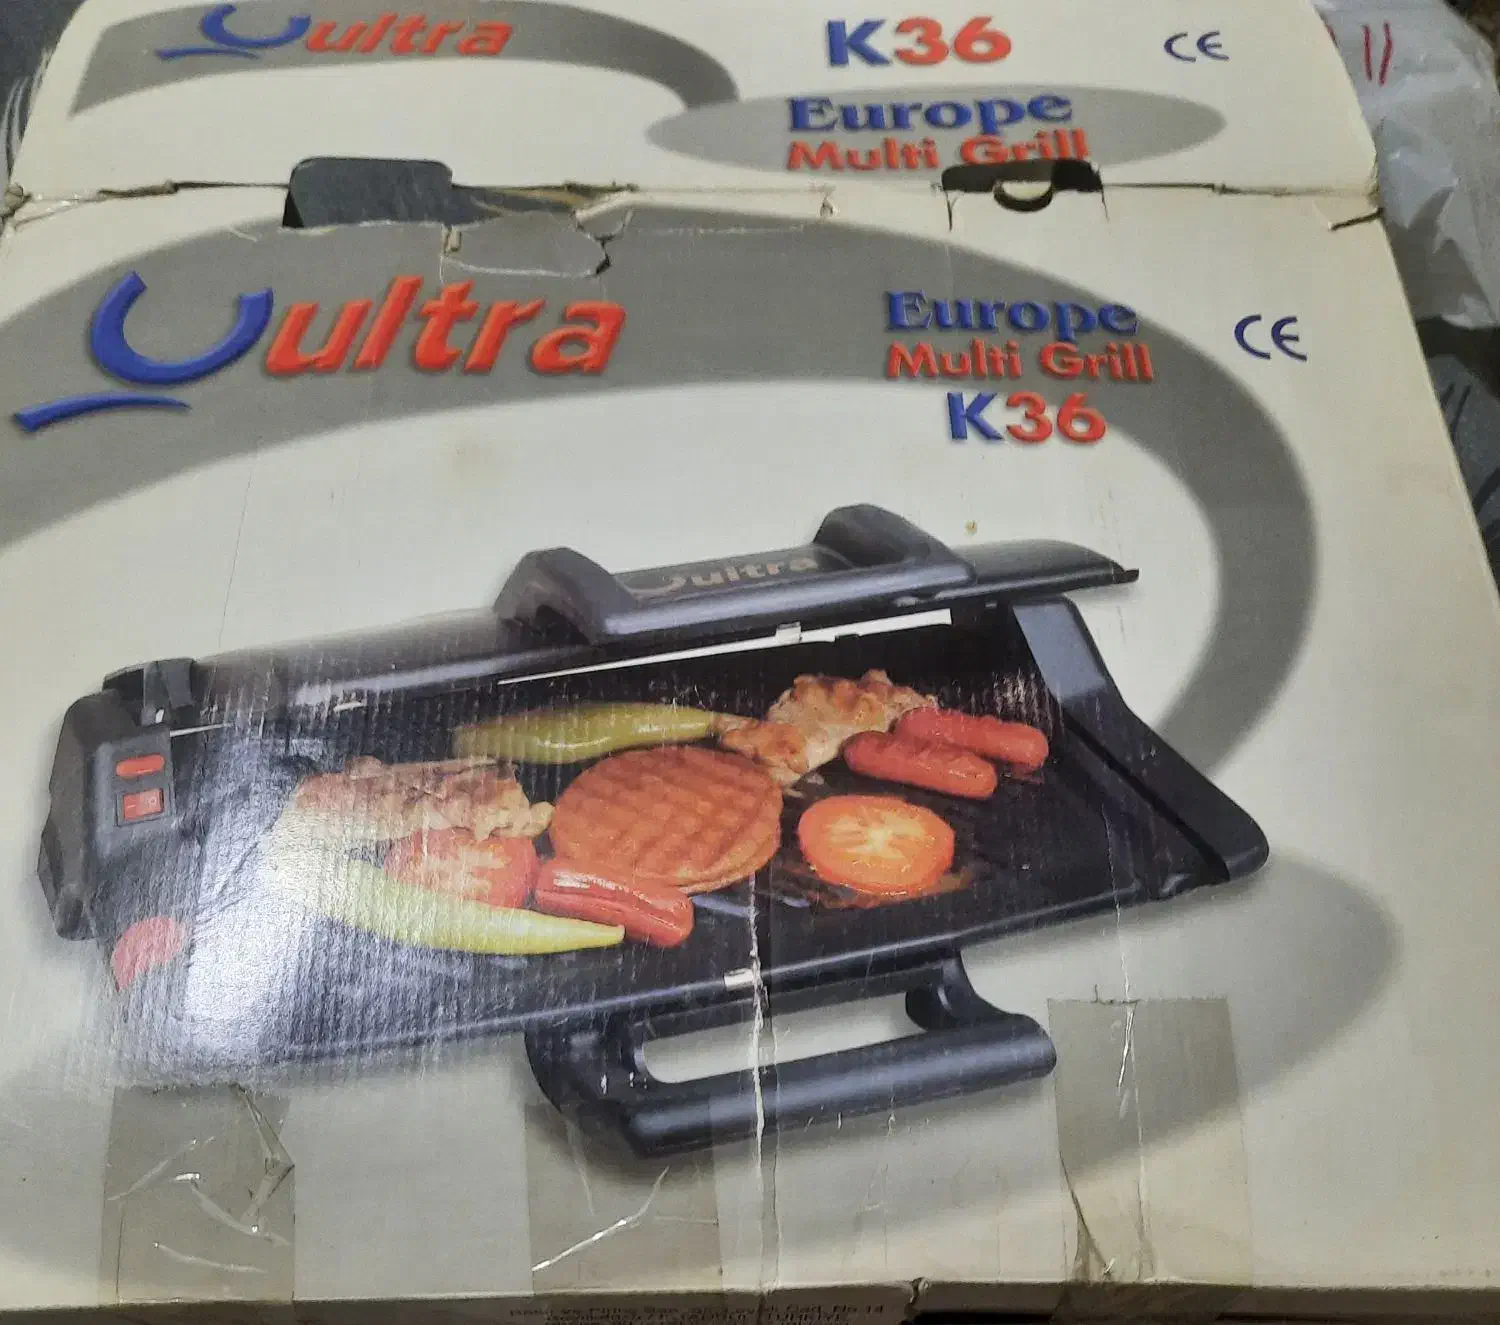 ultra
K36
CE
Europe
Multi Grill
ultra
Europe
Multi Grill
K36
CE
ultra